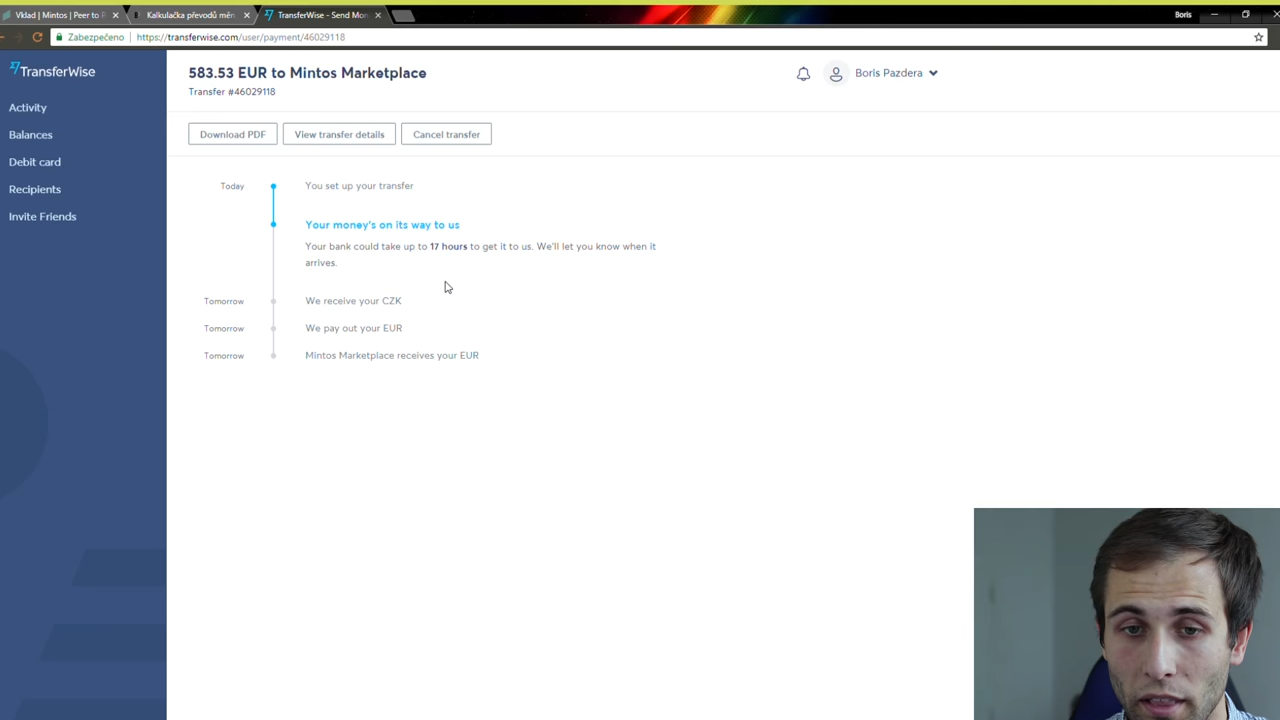 Vklad | Mintos | Peer to P
Kalkulačka převodů měn
TransferWise - Send Mon
Boris
Zabezpečeno
https://transferwise.com/user/payment/46029118
TransferWise
Activity
Balances
Debit card
Recipients
Invite Friends
583.53 EUR to Mintos Marketplace
Transfer #46029118
Boris Pazdera
Download PDF
View transfer details
Cancel transfer
Today
You set up your transfer
Your money's on its way to us
Your bank could take up to 17 hours to get it to us. We'll let you know when it
arrives.
Tomorrow
We receive your CZK
Tomorrow
We pay out your EUR
Tomorrow
Mintos Marketplace receives your EUR